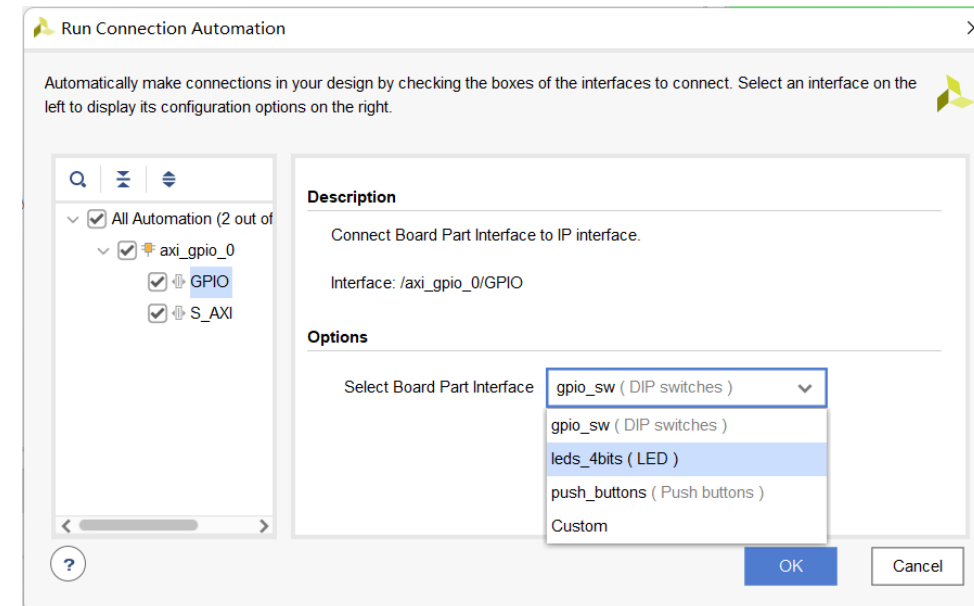 Run Connection Automation
Automatically make connections in your design by checking the boxes of the interfaces to connect. Select an interface on the
left to display its configuration options on the right.
All Automation (2 out of
axi_gpio_0
GPIO
S_AXI
Description
Connect Board Part Interface to IP interface.
Interface: /axi_gpio_0/GPIO
Options
Select Board Part Interface gpio_sw ( DIP switches )
gpio_sw ( DIP switches )
leds_4bits ( LED )
push_buttons ( Push buttons )
Custom
? OK Cancel